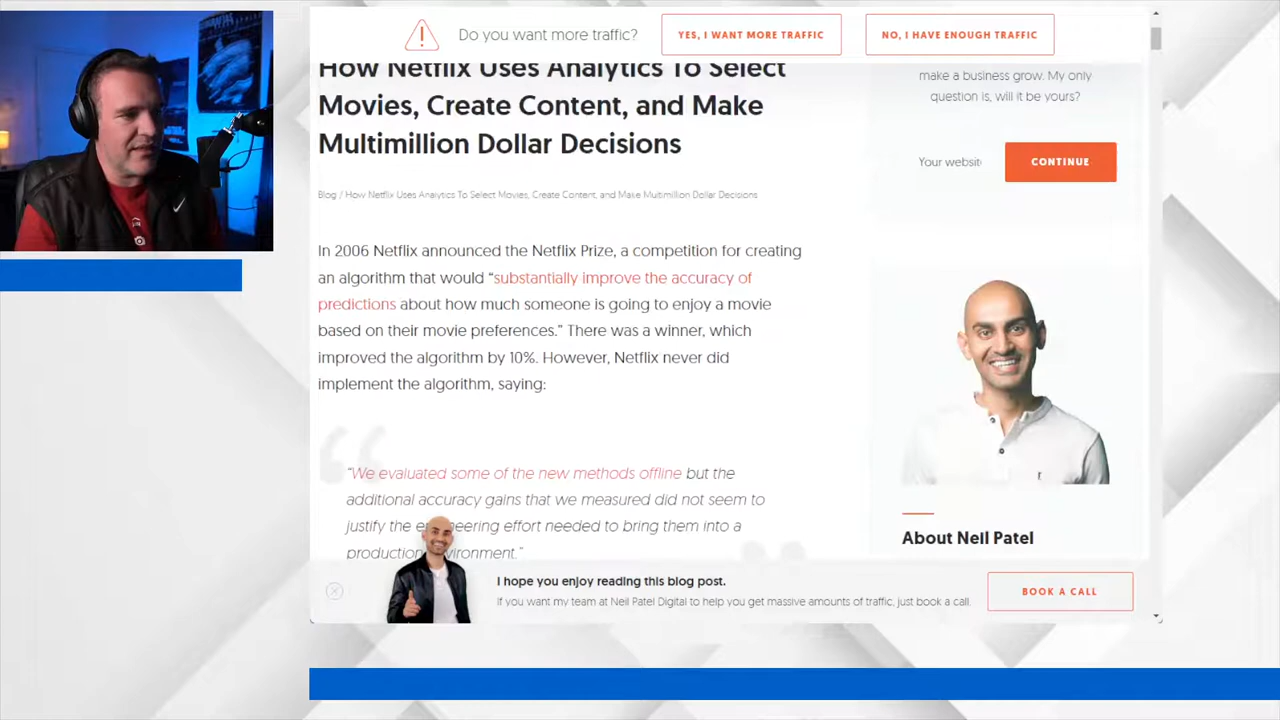 Do you want more traffic?
YES, I WANT MORE TRAFFIC
NO, I HAVE ENOUGH TRAFFIC
How Netflix Uses Analytics To Select
Movies, Create Content, and Make
Multimillion Dollar Decisions
Blog / How Netflix Uses Analytics To Select Movies, Create Content, and Make Multimillion Dollar Decisions
In 2006 Netflix announced the Netflix Prize, a competition for creating
an algorithm that would “substantially improve the accuracy of
predictions about how much someone is going to enjoy a movie
based on their movie preferences.” There was a winner, which
improved the algorithm by 10%. However, Netflix never did
implement the algorithm, saying:
“We evaluated some of the new methods offline but the
additional accuracy gains that we measured did not seem to
justify the engineering effort needed to bring them into a
production environment.”
make a business grow. My only
question is, will it be yours?
Your websit
CONTINUE
About Neil Patel
I hope you enjoy reading this blog post.
If you want my team at Neil Patel Digital to help you get massive amounts of traffic, just book a call.
BOOK A CALL